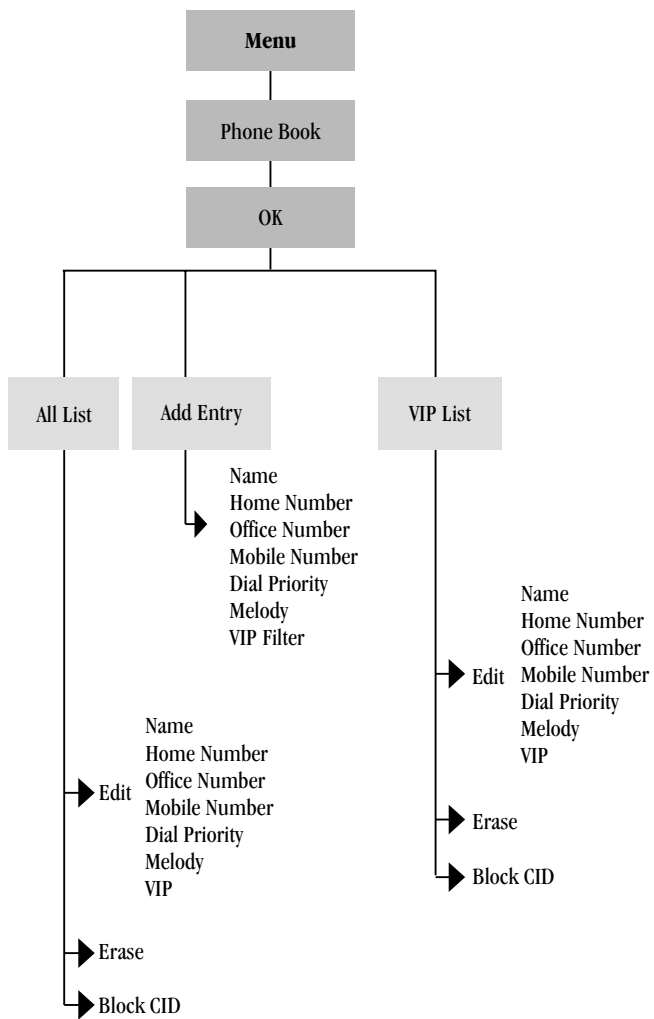 Menu
Phone Book
OK
All List
Add Entry
VIP List
Name
Home Number
Office Number
Mobile Number
Dial Priority
Melody
VIP Filter
Edit
Name
Home Number
Office Number
Mobile Number
Dial Priority
Melody
VIP
Erase
Block CID
Edit
Name
Home Number
Office Number
Mobile Number
Dial Priority
Melody
VIP
Erase
Block CID